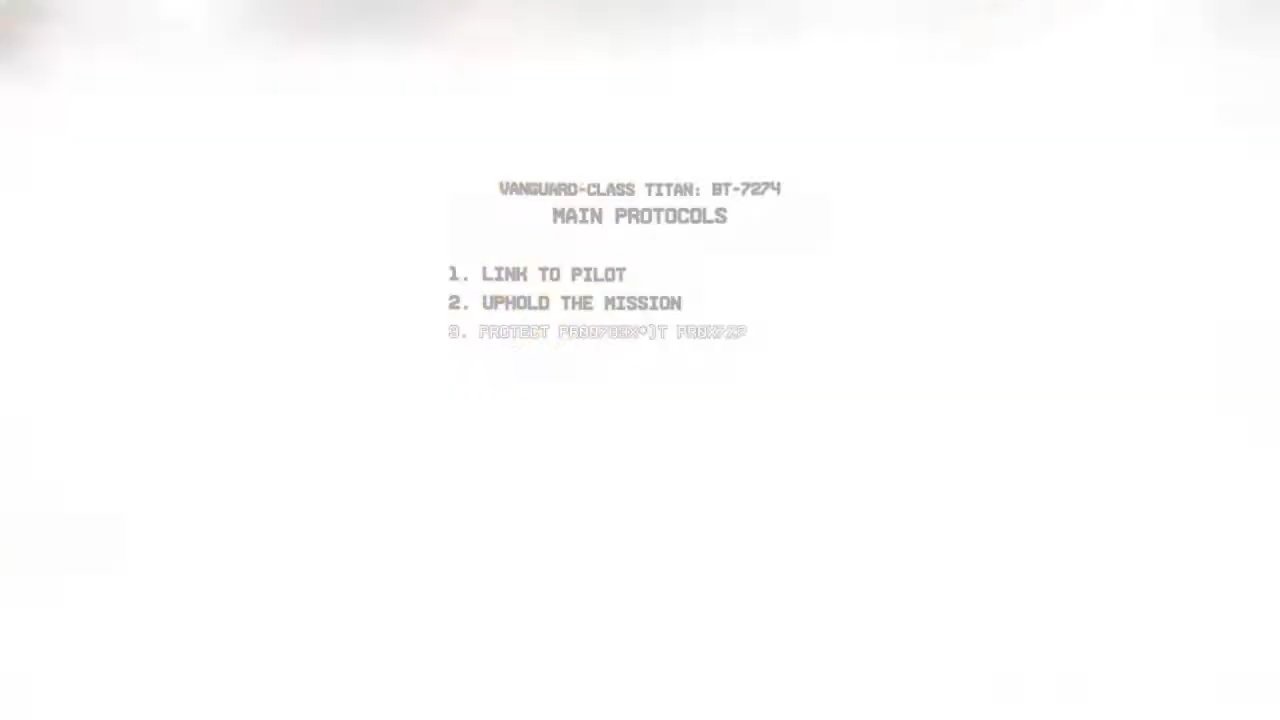 VANGUARD-CLASS TITAN: BT-7274
MAIN PROTOCOLS
1. LINK TO PILOT
2. UPHOLD THE MISSION
3. PROTECT